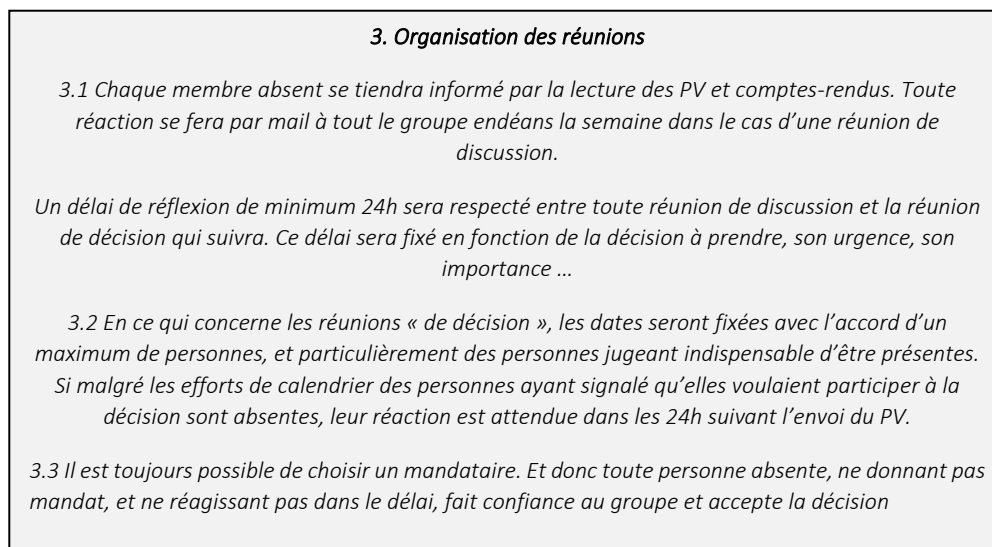 3. Organisation des réunions
3.1 Chaque membre absent se tiendra informé par la lecture des PV et comptes-rendus. Toute
réaction se fera par mail à tout le groupe endéans la semaine dans le cas d’une réunion de
discussion.
Un délai de réflexion de minimum 24h sera respecté entre toute réunion de discussion et la réunion
de décision qui suivra. Ce délai sera fixé en fonction de la décision à prendre, son urgence, son
importance …
3.2 En ce qui concerne les réunions « de décision », les dates seront fixées avec l’accord d’un
maximum de personnes, et particulièrement des personnes jugeant indispensable d’être présentes.
Si malgré les efforts de calendrier des personnes ayant signalé qu’elles voulaient participer à la
décision sont absentes, leur réaction est attendue dans les 24h suivant l’envoi du PV.
3.3 Il est toujours possible de choisir un mandataire. Et donc toute personne absente, ne donnant pas
mandat, et ne réagissant pas dans le délai, fait confiance au groupe et accepte la décision